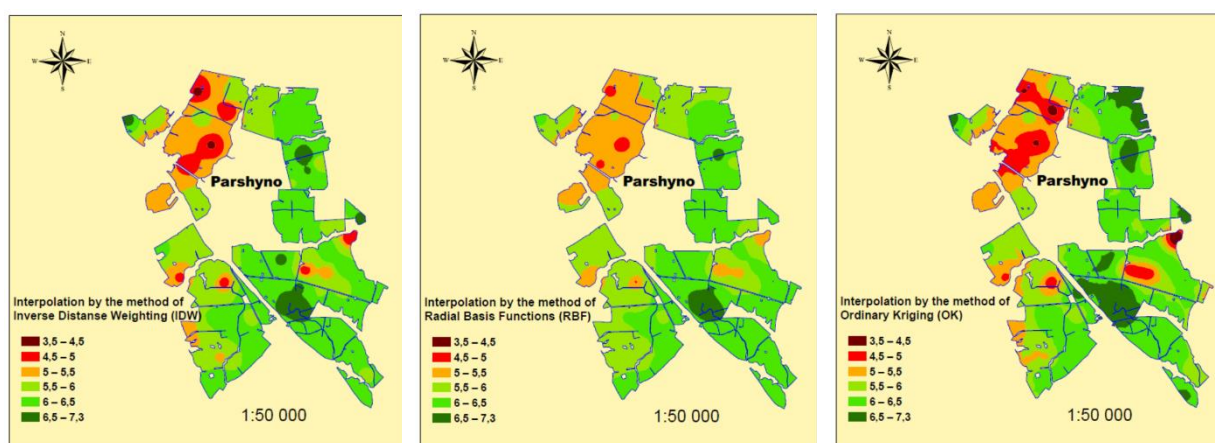 N
W E
S
Parshyno
Interpolation by the method of
Inverse Distanse Weighting (IDW)
3,5 – 4,5
4,5 – 5
5 – 5,5
5,5 – 6
6 – 6,5
6,5 – 7,3
1:50 000
N
W E
S
Parshyno
Interpolation by the method of
Radial Basis Functions (RBF)
3,5 – 4,5
4,5 – 5
5 – 5,5
5,5 – 6
6 – 6,5
6,5 – 7,3
1:50 000
N
W E
S
Parshyno
Interpolation by the method of
Ordinary Kriging (OK)
3,5 – 4,5
4,5 – 5
5 – 5,5
5,5 – 6
6 – 6,5
6,5 – 7,3
1:50 000